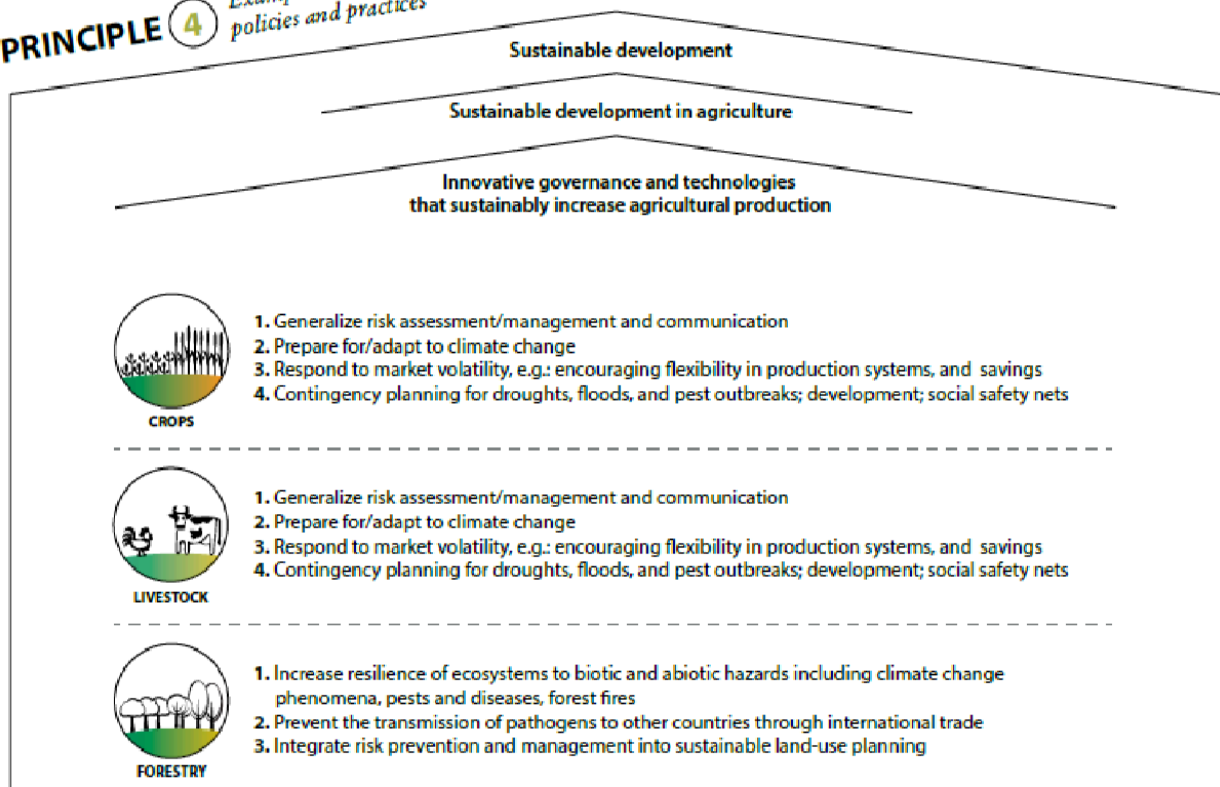 PRINCIPLE 4
policies and practices
Sustainable development
Sustainable development in agriculture
Innovative governance and technologies
that sustainably increase agricultural production
1. Generalize risk assessment/management and communication
2. Prepare for/adapt to climate change
3. Respond to market volatility, e.g.: encouraging flexibility in production systems, and savings
4. Contingency planning for droughts, floods, and pest outbreaks; development; social safety nets
CROPS
1. Generalize risk assessment/management and communication
2. Prepare for/adapt to climate change
3. Respond to market volatility, e.g.: encouraging flexibility in production systems, and savings
4. Contingency planning for droughts, floods, and pest outbreaks; development; social safety nets
LIVESTOCK
1. Increase resilience of ecosystems to biotic and abiotic hazards including climate change
phenomena, pests and diseases, forest fires
2. Prevent the transmission of pathogens to other countries through international trade
3. Integrate risk prevention and management into sustainable land-use planning
FORESTRY